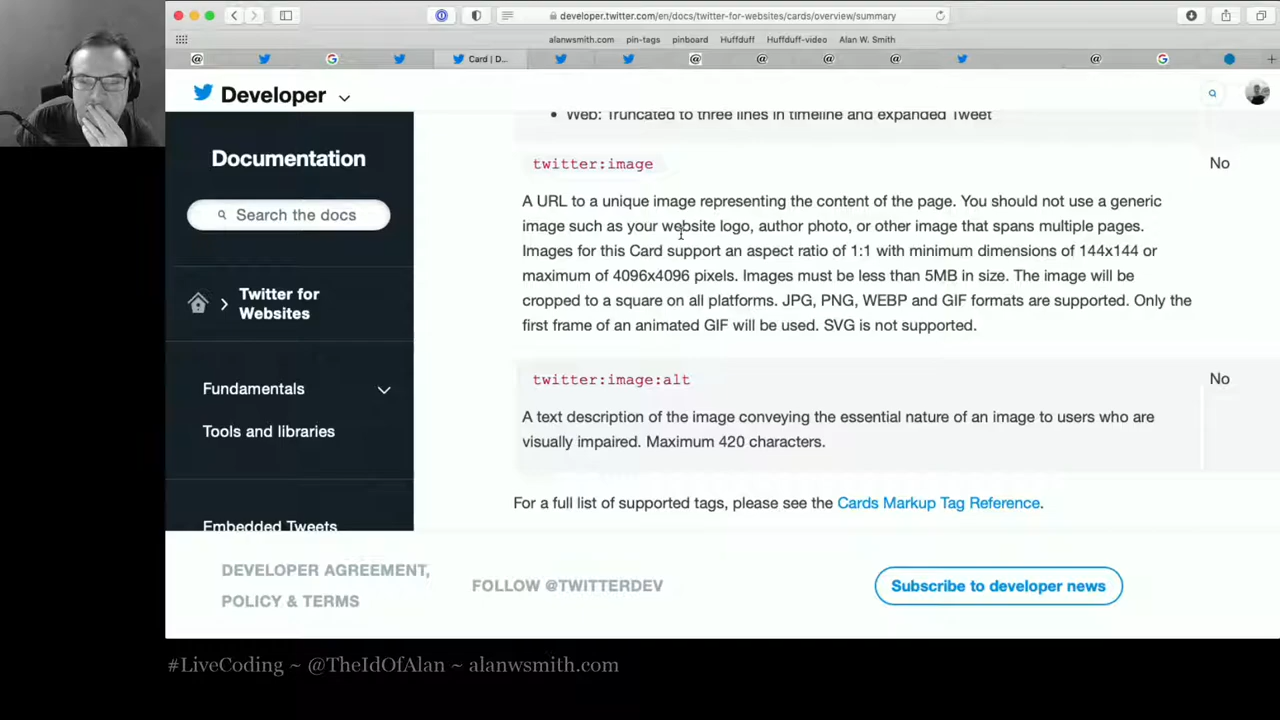 developer.twitter.com/en/docs/twitter-for-websites/cards/overview/summary
alanwsmith.com pin-tags pinboard Huffduff Huffduff-video Alan W. Smith
Card | D...
Developer
Documentation
Search the docs
Twitter for
Websites
Fundamentals
Tools and libraries
Embedded Tweets
• Web: Truncated to three lines in timeline and expanded Tweet
twitter:image No
A URL to a unique image representing the content of the page. You should not use a generic
image such as your website logo, author photo, or other image that spans multiple pages.
Images for this Card support an aspect ratio of 1:1 with minimum dimensions of 144x144 or
maximum of 4096x4096 pixels. Images must be less than 5MB in size. The image will be
cropped to a square on all platforms. JPG, PNG, WEBP and GIF formats are supported. Only the
first frame of an animated GIF will be used. SVG is not supported.
twitter:image:alt No
A text description of the image conveying the essential nature of an image to users who are
visually impaired. Maximum 420 characters.
For a full list of supported tags, please see the Cards Markup Tag Reference.
DEVELOPER AGREEMENT,
POLICY & TERMS
FOLLOW @TWITTERDEV
Subscribe to developer news
#LiveCoding ~ @TheIdOfAlan ~ alanwsmith.com